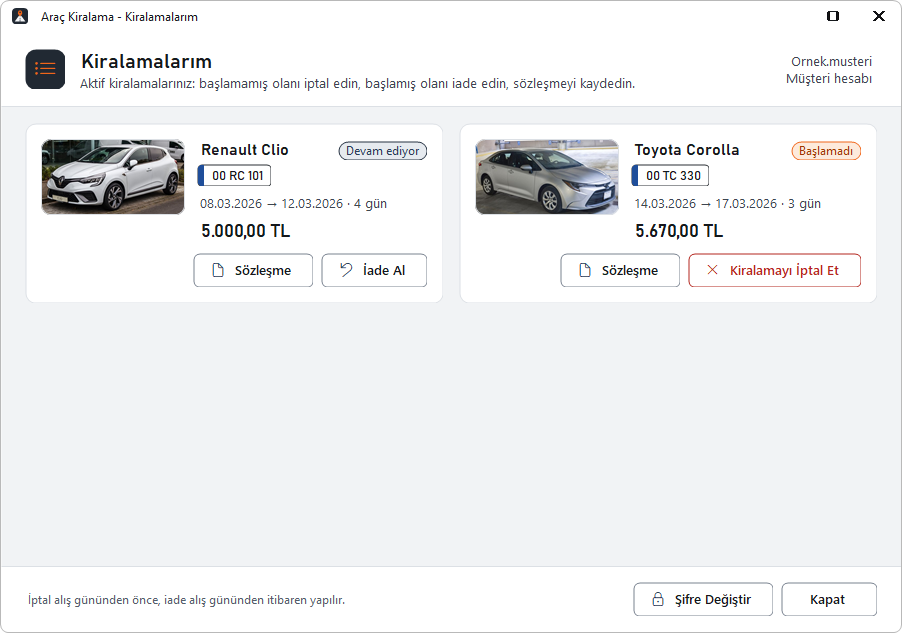 Araç Kiralama - Kiralamalarım
Kiralamalarım
Aktif kiralamalarınız: başlamamış olanı iptal edin, başlamış olanı iade edin, sözleşmeyi kaydedin.
Ornek.musteri
Müşteri hesabı
Renault Clio
Devam ediyor
00 RC 101
08.03.2026 → 12.03.2026 · 4 gün
5.000,00 TL
Sözleşme
İade Al
Toyota Corolla
Başlamadı
00 TC 330
14.03.2026 → 17.03.2026 · 3 gün
5.670,00 TL
Sözleşme
Kiralamayı İptal Et
İptal alış gününden önce, iade alış gününden itibaren yapılır.
Şifre Değiştir
Kapat